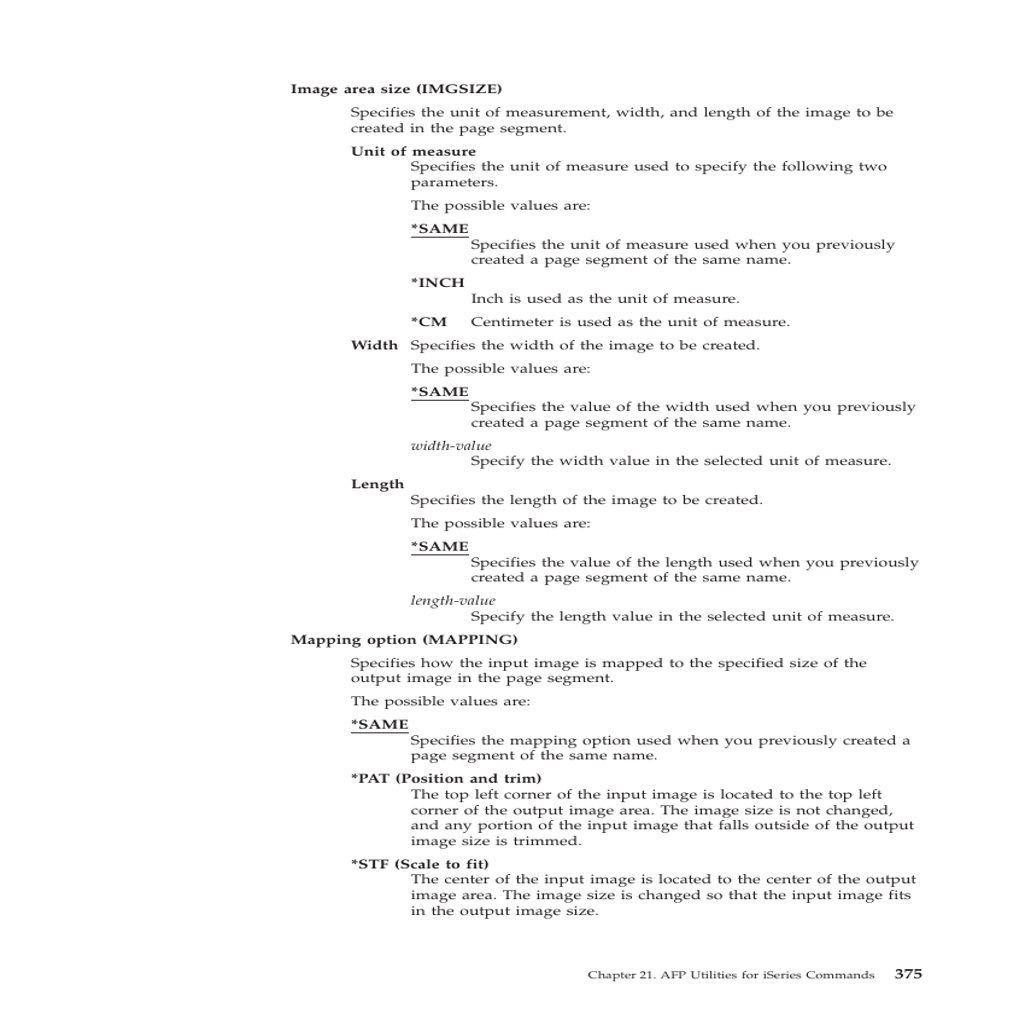 Image area size (IMGSIZE)
Specifies the unit of measurement, width, and length of the image to be
created in the page segment.
Unit of measure
Specifies the unit of measure used to specify the following two
parameters.
The possible values are:
*SAME
Specifies the unit of measure used when you previously
created a page segment of the same name.
*INCH
Inch is used as the unit of measure.
*CM Centimeter is used as the unit of measure.
Width Specifies the width of the image to be created.
The possible values are:
*SAME
Specifies the value of the width used when you previously
created a page segment of the same name.
width-value
Specify the width value in the selected unit of measure.
Length
Specifies the length of the image to be created.
The possible values are:
*SAME
Specifies the value of the length used when you previously
created a page segment of the same name.
length-value
Specify the length value in the selected unit of measure.
Mapping option (MAPPING)
Specifies how the input image is mapped to the specified size of the
output image in the page segment.
The possible values are:
*SAME
Specifies the mapping option used when you previously created a
page segment of the same name.
*PAT (Position and trim)
The top left corner of the input image is located to the top left
corner of the output image area. The image size is not changed,
and any portion of the input image that falls outside of the output
image size is trimmed.
*STF (Scale to fit)
The center of the input image is located to the center of the output
image area. The image size is changed so that the input image fits
in the output image size.
Chapter 21. AFP Utilities for iSeries Commands 375